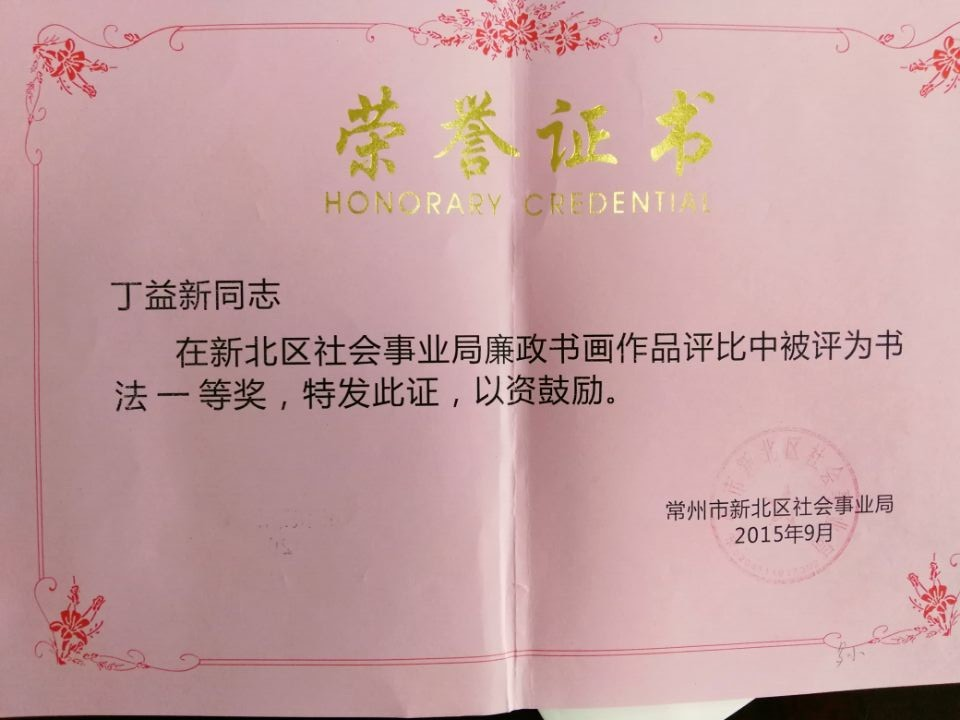 荣誉证书
HONORARY CREDENTIAL
丁益新同志
在新北区社会事业局廉政书画作品评比中被评为书
法一等奖，特发此证，以资鼓励。
常州市新北区社会事业局
2015年9月